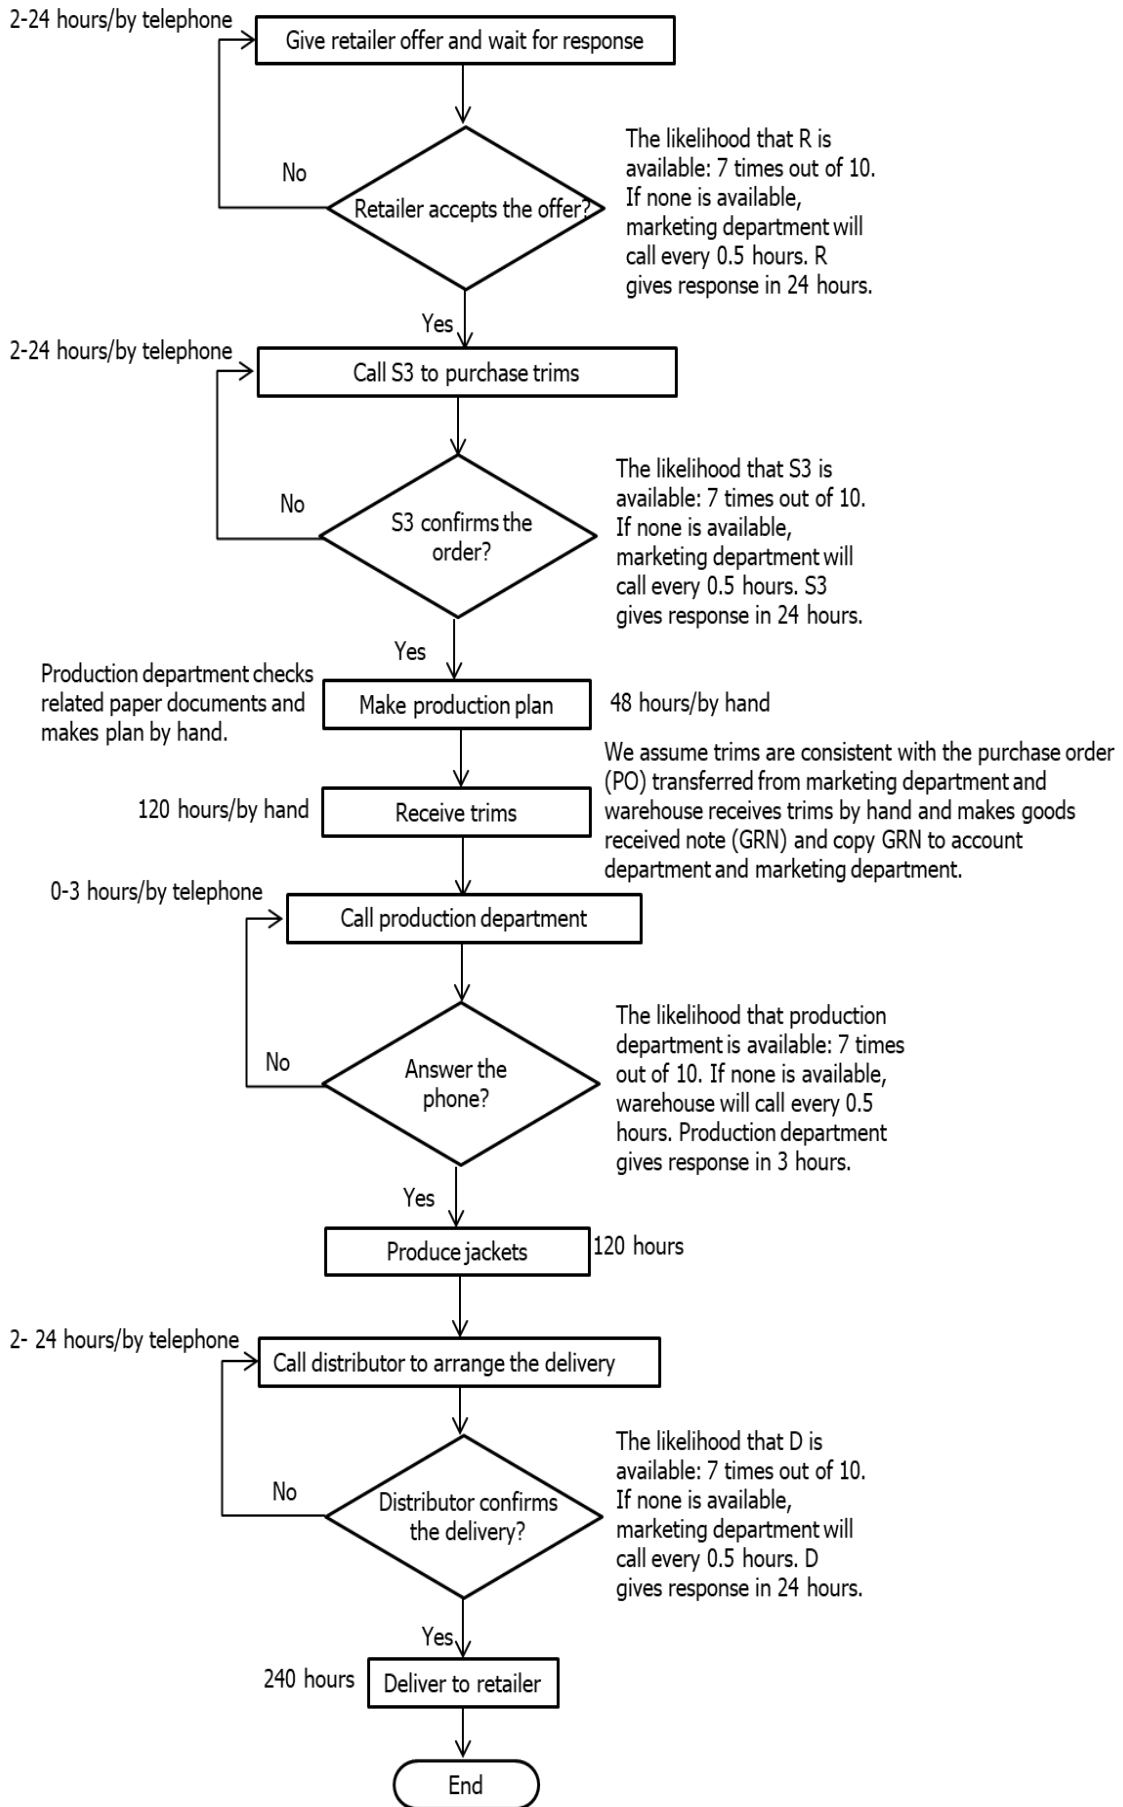 2-24 hours/by telephone
Give retailer offer and wait for response
The likelihood that R is
available: 7 times out of 10.
If none is available,
marketing department will
call every 0.5 hours. R
gives response in 24 hours.
No
Retailer accepts the offer?
Yes
2-24 hours/by telephone
Call S3 to purchase trims
The likelihood that S3 is
available: 7 times out of 10.
If none is available,
marketing department will
call every 0.5 hours. S3
gives response in 24 hours.
No
S3 confirms the
order?
Yes
Production department checks
related paper documents and
makes plan by hand.
Make production plan
48 hours/by hand
We assume trims are consistent with the purchase order
(PO) transferred from marketing department and
warehouse receives trims by hand and makes goods
received note (GRN) and copy GRN to account
department and marketing department.
120 hours/by hand
Receive trims
0-3 hours/by telephone
Call production department
The likelihood that production
department is available: 7 times
out of 10. If none is available,
warehouse will call every 0.5
hours. Production department
gives response in 3 hours.
No
Answer the
phone?
Yes
Produce jackets
120 hours
2- 24 hours/by telephone
Call distributor to arrange the delivery
The likelihood that D is
available: 7 times out of 10.
If none is available,
marketing department will
call every 0.5 hours. D
gives response in 24 hours.
No
Distributor confirms
the delivery?
Yes
240 hours
Deliver to retailer
End